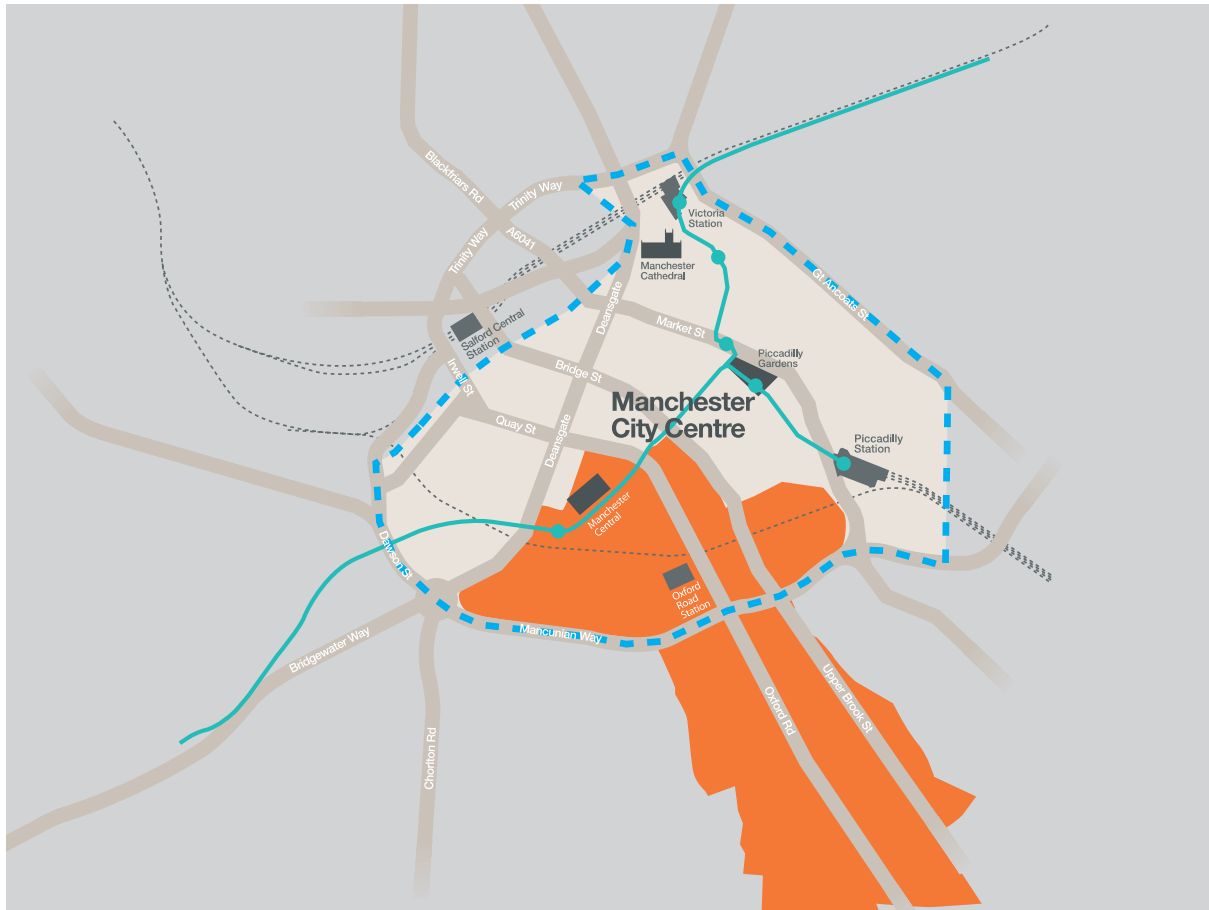 Blackfriars Rd
Trinity Way
Trinity Way
A6041
Victoria
Station
Manchester
Cathedral
Gt Ancoats St
Salford Central
Station
Deansgate
Market St
Piccadilly
Gardens
Irwell St
Bridge St
Manchester
City Centre
Quay St
Deansgate
Piccadilly
Station
Manchester
Central
Dawson St
Oxford
Road
Station
Mancunian Way
Bridgewater Way
Upper Brook St
Oxford Rd
Chorlton Rd